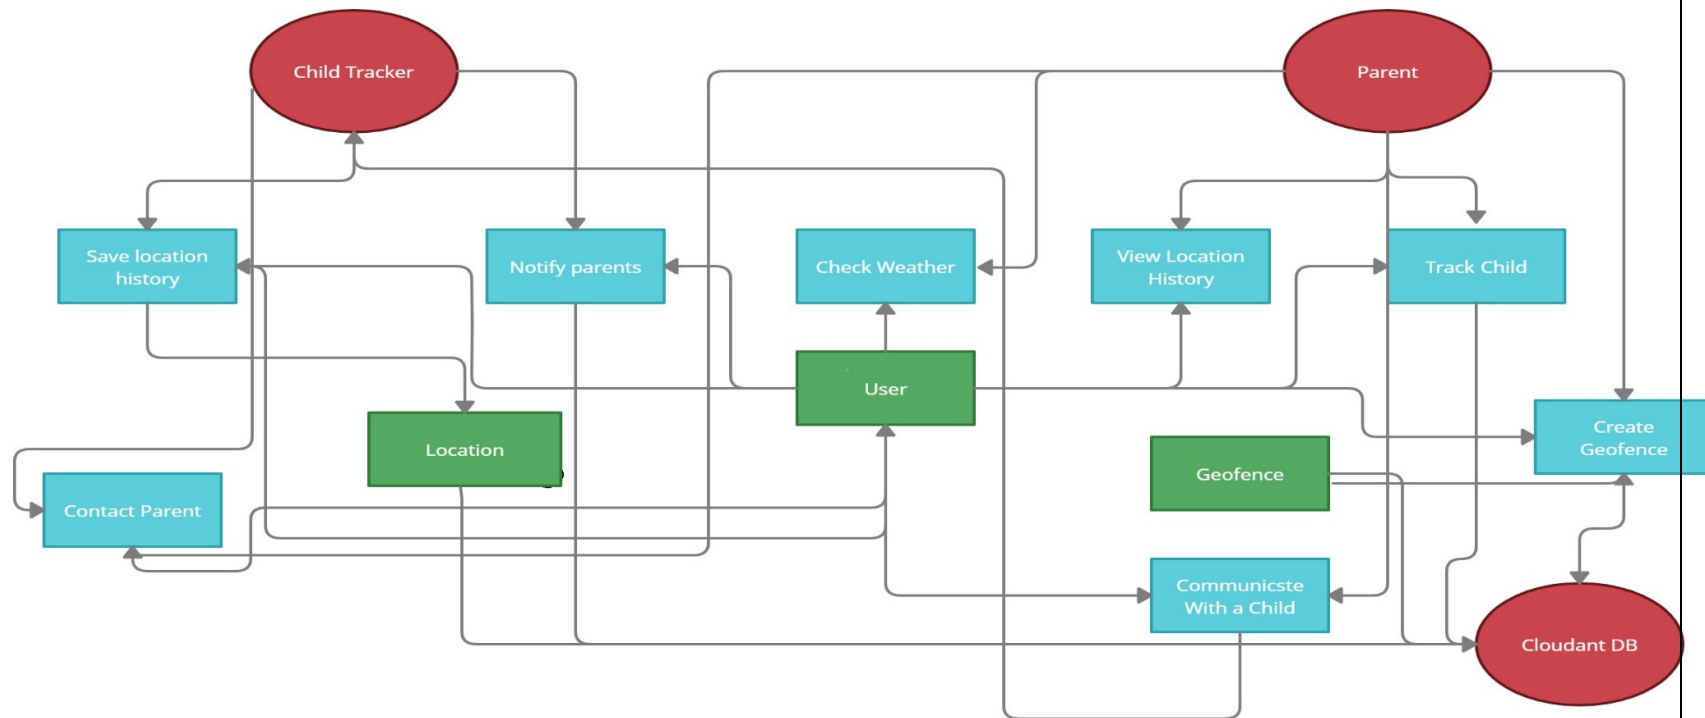 Child Tracker
Parent
Save location
history
Notify parents
Check Weather
View Location
History
Track Child
User
Location
Create
Geofence
Geofence
Contact Parent
Communicste
With a Child
Cloudant DB